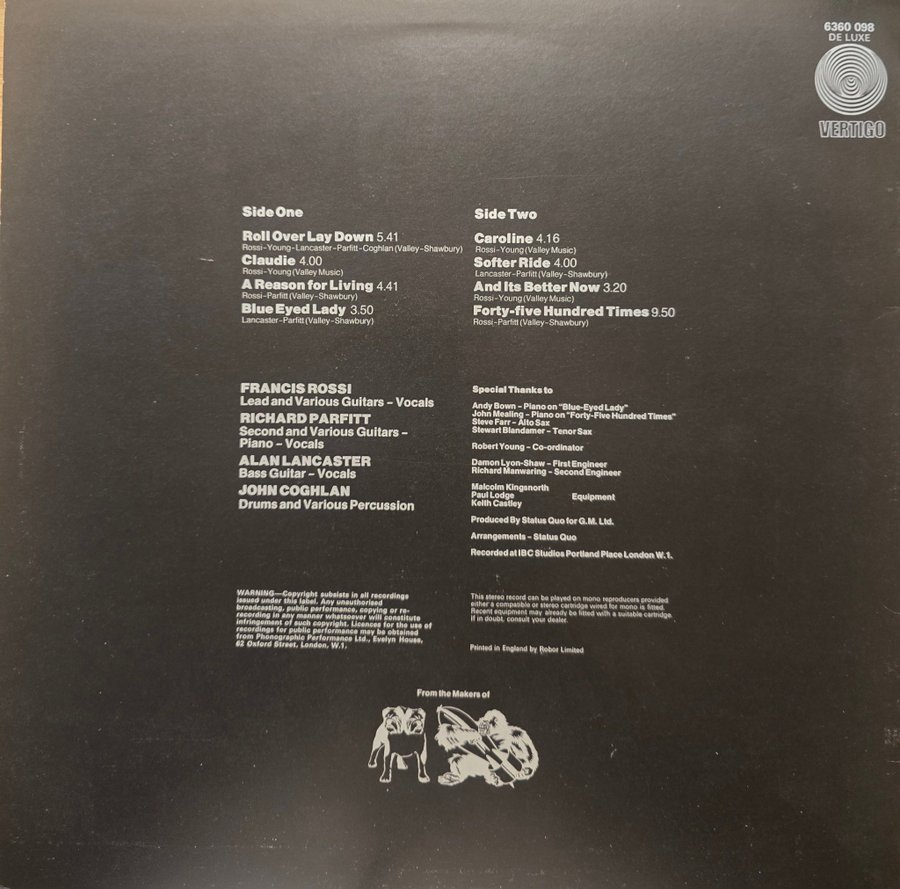 6360 098
DE LUXE
VERTIGO
Side One
Roll Over Lay Down 5.41
Rossi-Young-Lancaster-Parfitt-Coghlan (Valley-Shawbury)
Claudie 4.00
Rossi-Young (Valley Music)
A Reason for Living 4.41
Rossi-Parfitt (Valley-Shawbury)
Blue Eyed Lady 3.50
Lancaster-Parfitt (Valley-Shawbury)
Side Two
Caroline 4.16
Rossi-Young (Valley Music)
Softer Ride 4.00
Lancaster-Parfitt (Valley-Shawbury)
And Its Better Now 3.20
Rossi-Young (Valley Music)
Forty-five Hundred Times 9.50
Rossi-Parfitt (Valley-Shawbury)
FRANCIS ROSSI
Lead and Various Guitars – Vocals
RICHARD PARFITT
Second and Various Guitars –
Piano – Vocals
ALAN LANCASTER
Bass Guitar – Vocals
JOHN COGHLAN
Drums and Various Percussion
Special Thanks to
Andy Bown – Piano on "Blue-Eyed Lady"
John Mealing – Piano on "Forty-Five Hundred Times"
Steve Farr – Alto Sax
Stewart Blandamer – Tenor Sax
Robert Young – Co-ordinator
Damon Lyon-Shaw – First Engineer
Richard Manwaring – Second Engineer
Malcolm Kingsnorth
Paul Lodge Equipment
Keith Castley
Produced By Status Quo for G.M. Ltd.
Arrangements – Status Quo
Recorded at IBC Studios Portland Place London W.1.
WARNING—Copyright subsists in all recordings
issued under this label. Any unauthorised
broadcasting, public performance, copying or re-
recording in any manner whatsoever will constitute
infringement of such copyright. Licences for the use of
recordings for public performance may be obtained
from Phonographic Performance Ltd., Evelyn House,
62 Oxford Street, London, W.1.
This stereo record can be played on mono reproducers provided
either a compatible or stereo cartridge wired for mono is fitted.
Recent equipment may already be fitted with a suitable cartridge.
If in doubt, consult your dealer.
Printed in England by Robor Limited
From the Makers of